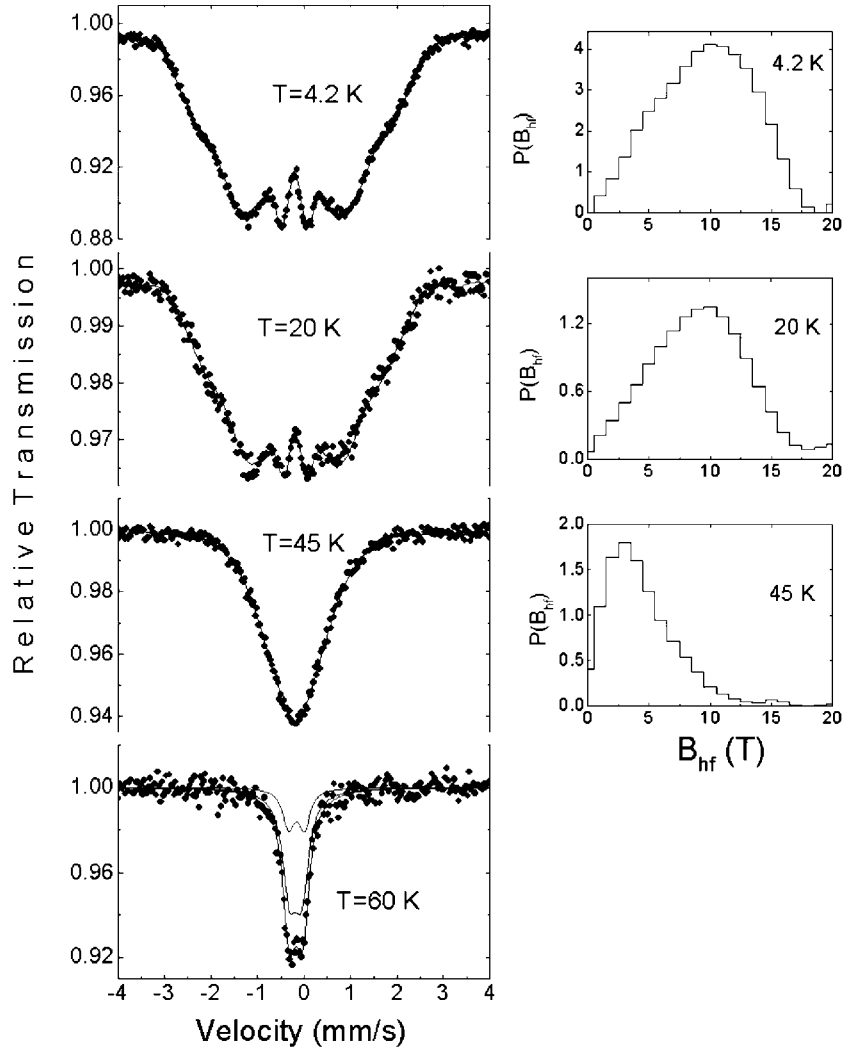 Relative Transmission
1.00
0.96
0.92
0.88
T=4.2 K
1.00
0.99
0.98
0.97
T=20 K
1.00
0.98
0.96
0.94
T=45 K
1.00
0.96
0.92
T=60 K
-4 -3 -2 -1 0 1 2 3 4
Velocity (mm/s)
P(Bhf)
4
3
2
1
0
4.2 K
0 5 10 15 20
P(Bhf)
1.2
0.6
0.0
20 K
0 5 10 15 20
P(Bhf)
2.0
1.5
1.0
0.5
0.0
45 K
0 5 10 15 20
Bhf (T)